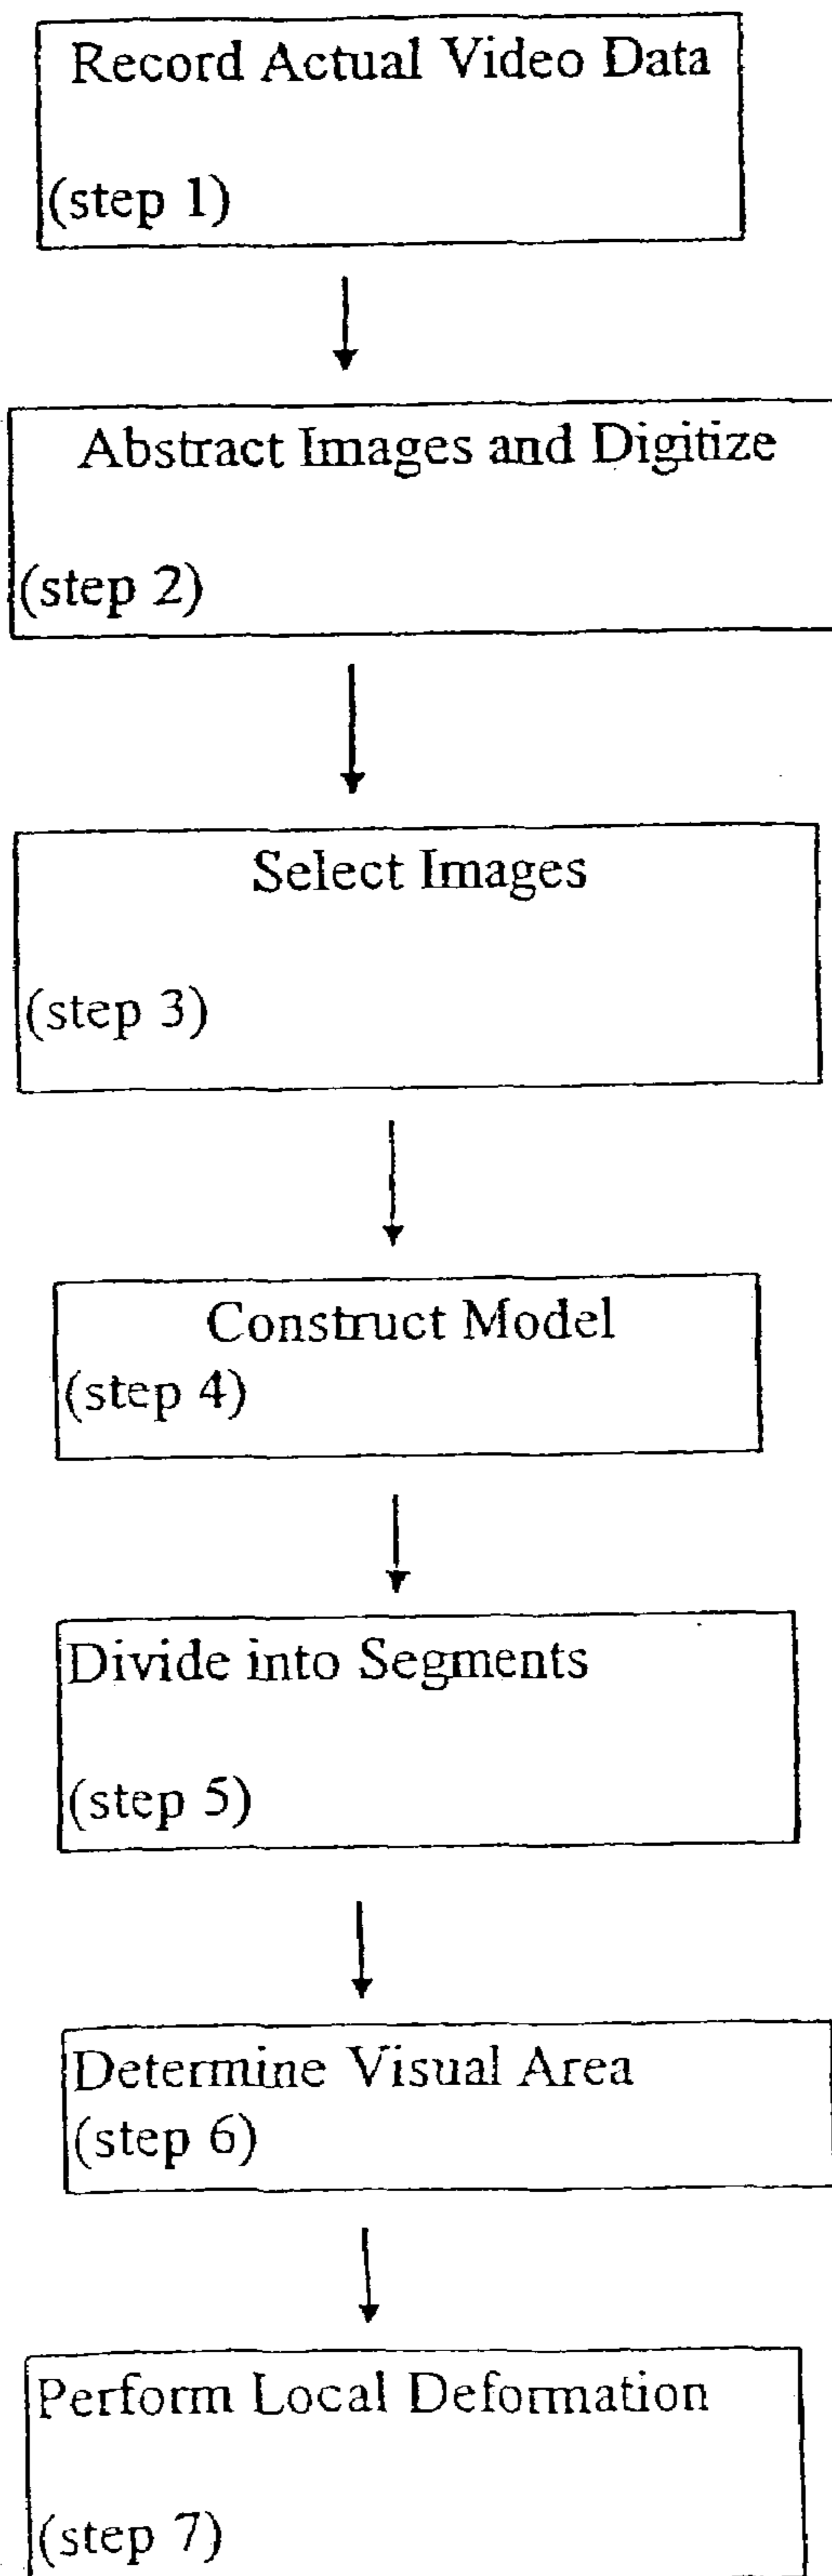 Record Actual Video Data
(step 1)
Abstract Images and Digitize
(step 2)
Select Images
(step 3)
Construct Model
(step 4)
Divide into Segments
(step 5)
Determine Visual Area
(step 6)
Perform Local Deformation
(step 7)